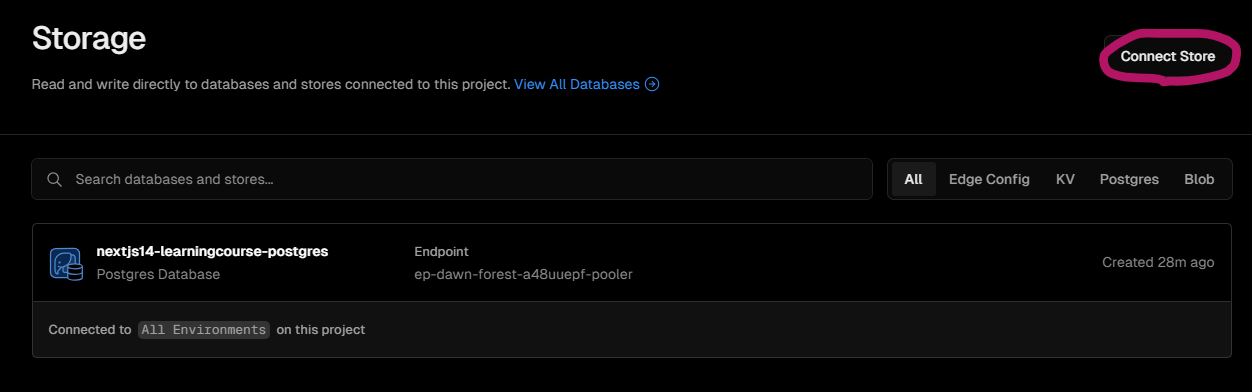 Storage
Connect Store
Read and write directly to databases and stores connected to this project. View All Databases
Search databases and stores...
All Edge Config KV Postgres Blob
nextjs14-learningcourse-postgres
Postgres Database
Endpoint
ep-dawn-forest-a48uuepf-pooler
Created 28m ago
Connected to All Environments on this project